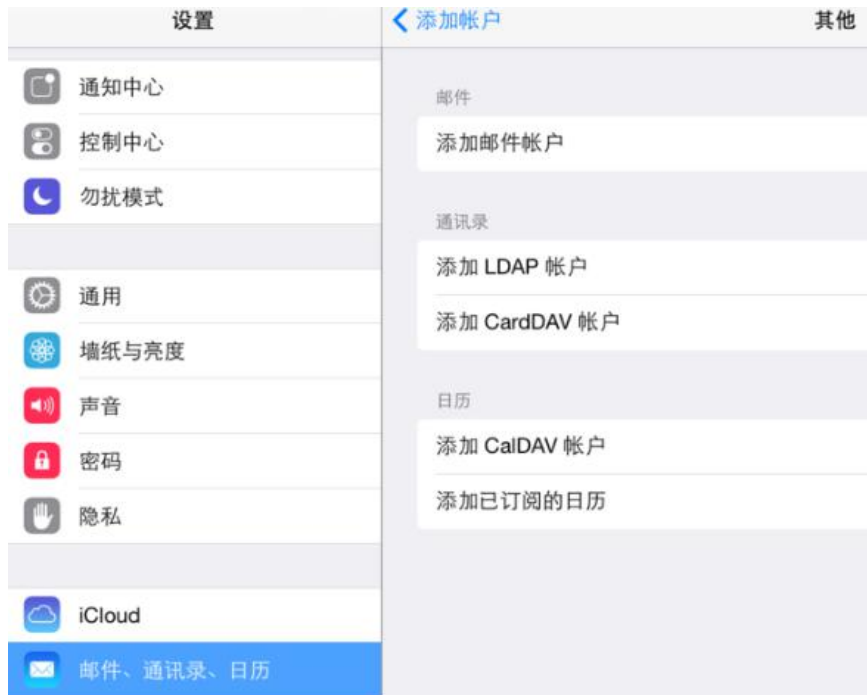 设置
通知中心
控制中心
勿扰模式
通用
墙纸与亮度
声音
密码
隐私
iCloud
邮件、通讯录、日历
添加帐户
其他
邮件
添加邮件帐户
通讯录
添加 LDAP 帐户
添加 CardDAV 帐户
日历
添加 CalDAV 帐户
添加已订阅的日历